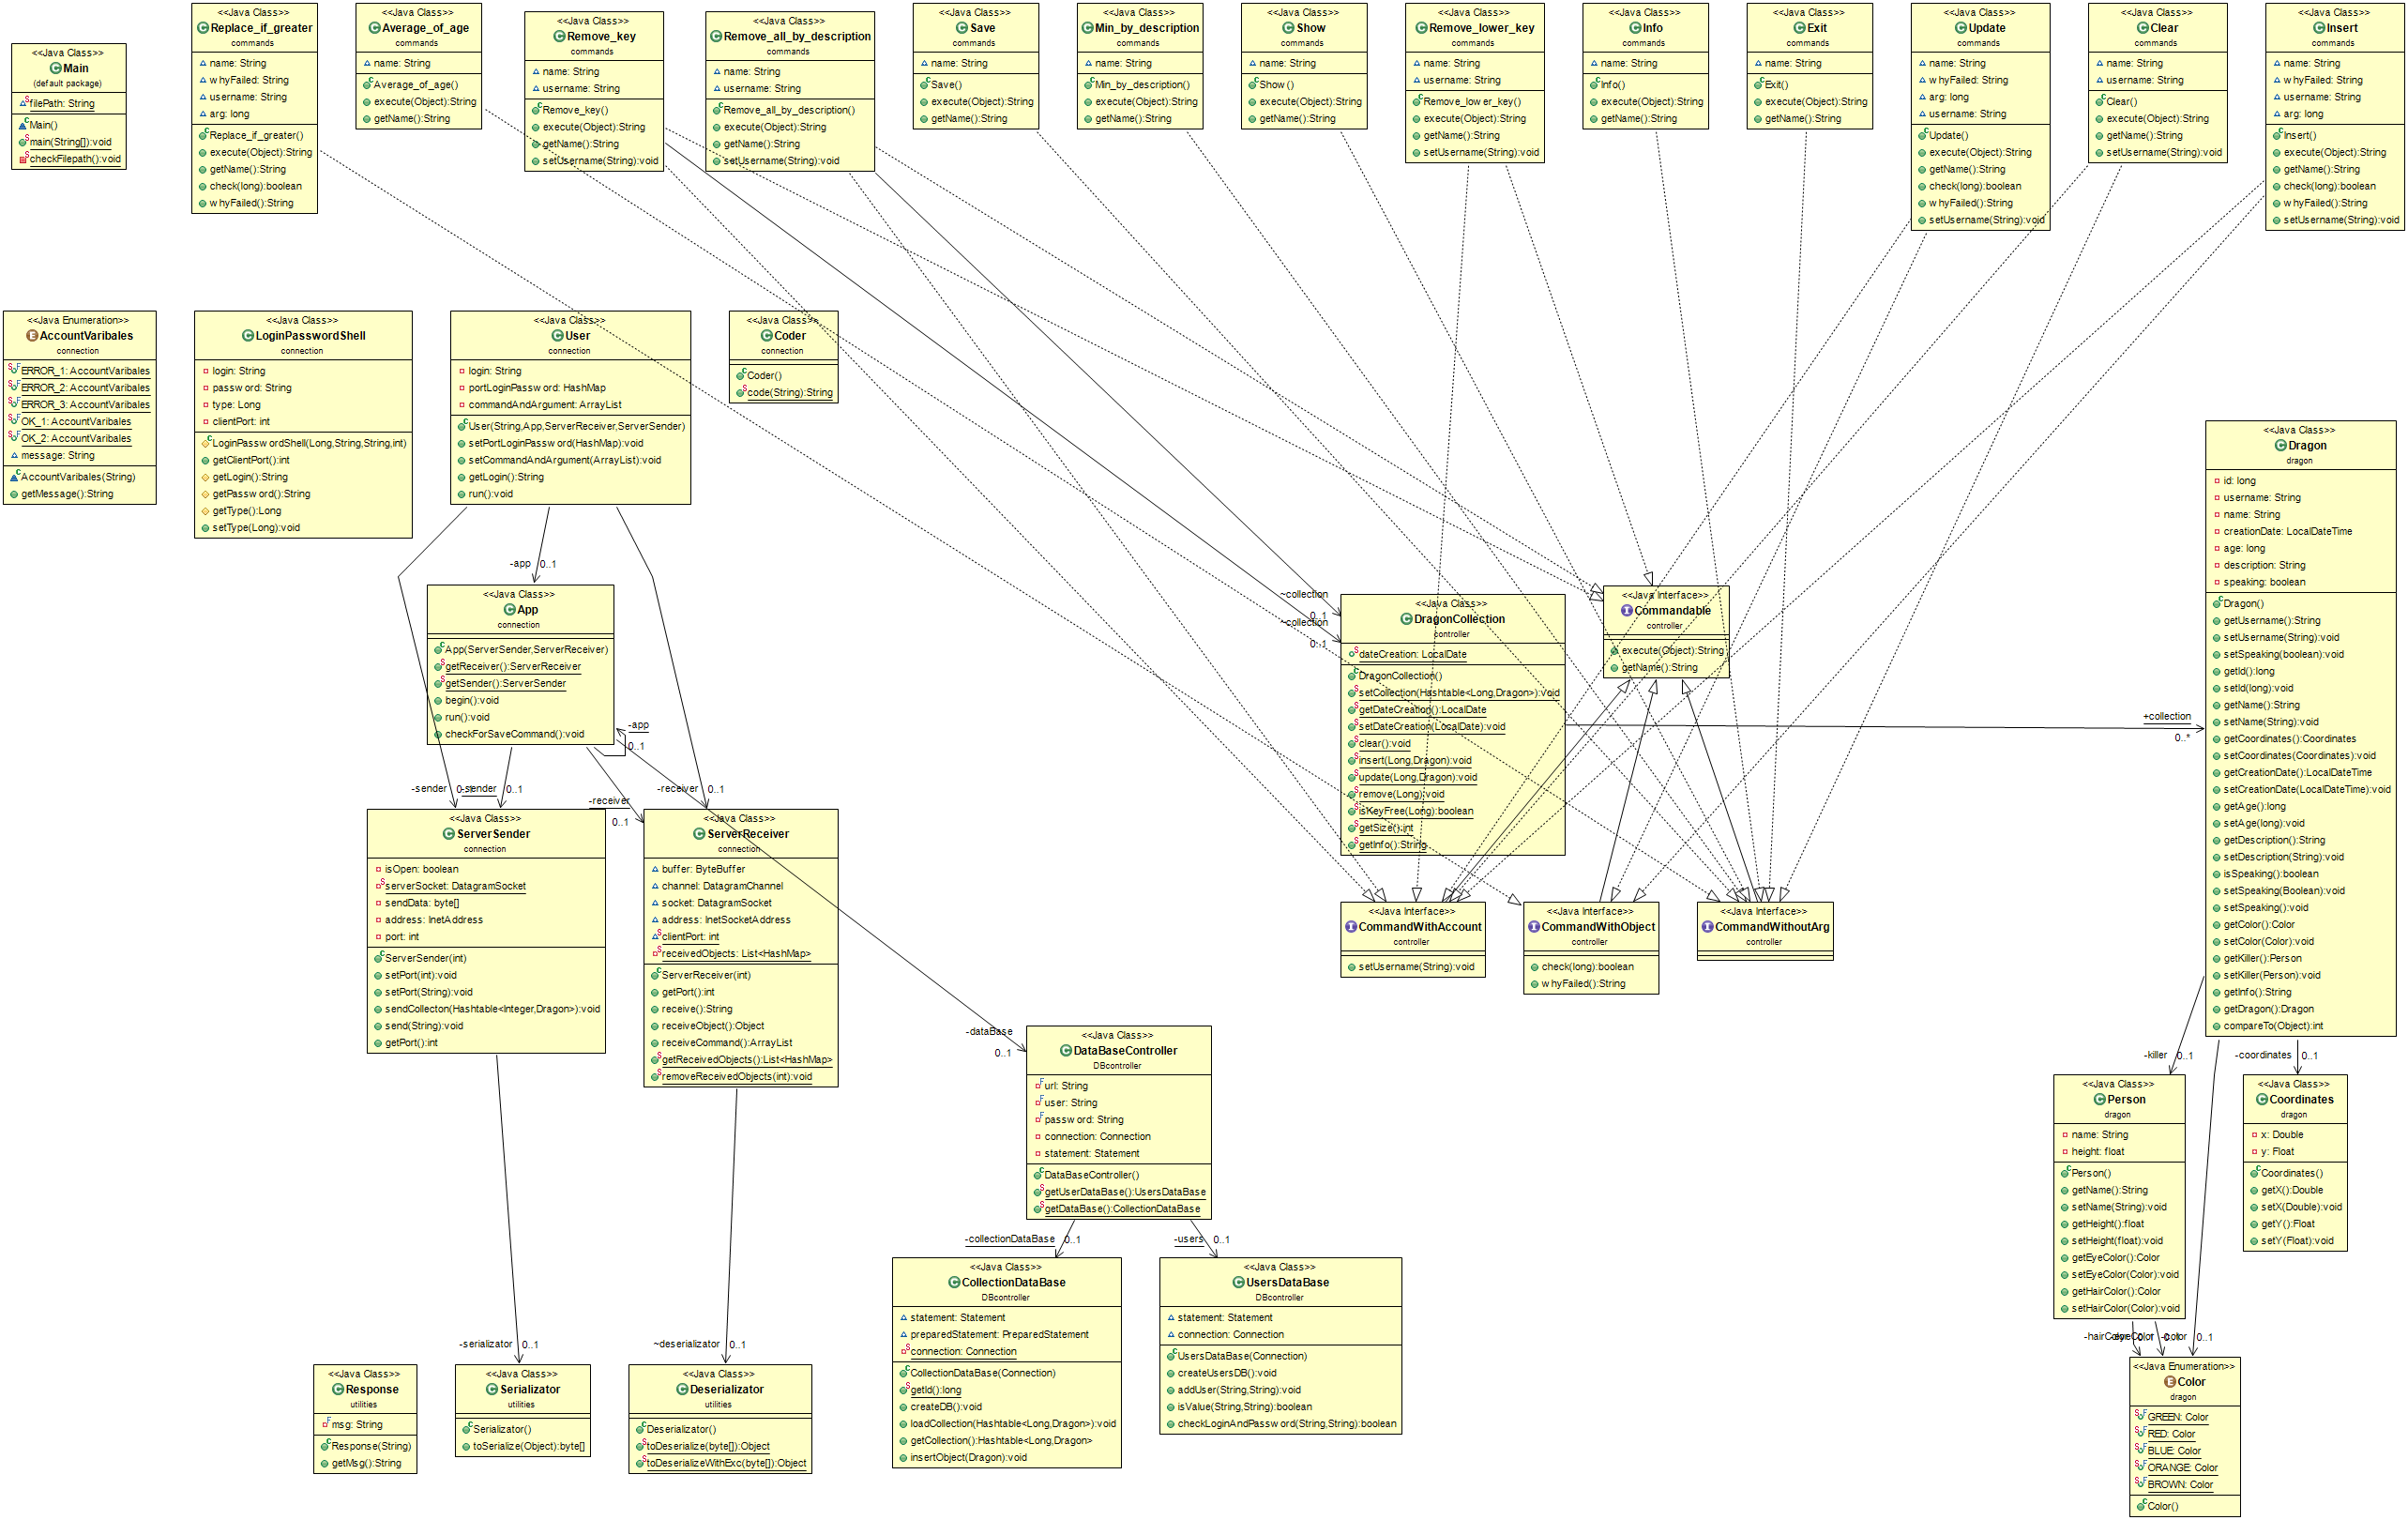 <<Java Class>>
Main
(default package)
filePath: String
Main()
main(String[]):void
checkFilepath():void
<<Java Class>>
Replace_if_greater
commands
name: String
whyFailed: String
username: String
arg: long
Replace_if_greater()
execute(Object):String
getName():String
check(long):boolean
whyFailed():String
<<Java Class>>
Average_of_age
commands
name: String
Average_of_age()
execute(Object):String
getName():String
<<Java Class>>
Remove_key
commands
name: String
username: String
Remove_key()
execute(Object):String
getName():String
setUsername(String):void
<<Java Class>>
Remove_all_by_description
commands
name: String
username: String
Remove_all_by_description()
execute(Object):String
getName():String
setUsername(String):void
<<Java Class>>
Save
commands
name: String
Save()
execute(Object):String
getName():String
<<Java Class>>
Min_by_description
commands
name: String
Min_by_description()
execute(Object):String
getName():String
<<Java Class>>
Show
commands
name: String
Show()
execute(Object):String
getName():String
<<Java Class>>
Remove_lower_key
commands
name: String
username: String
Remove_lower_key()
execute(Object):String
getName():String
setUsername(String):void
<<Java Class>>
Info
commands
name: String
Info()
execute(Object):String
getName():String
<<Java Class>>
Exit
commands
name: String
Exit()
execute(Object):String
getName():String
<<Java Class>>
Update
commands
name: String
whyFailed: String
arg: long
username: String
Update()
execute(Object):String
getName():String
check(long):boolean
whyFailed():String
setUsername(String):void
<<Java Class>>
Clear
commands
name: String
username: String
Clear()
execute(Object):String
getName():String
setUsername(String):void
<<Java Class>>
Insert
commands
name: String
whyFailed: String
username: String
arg: long
Insert()
execute(Object):String
getName():String
check(long):boolean
whyFailed():String
setUsername(String):void
<<Java Enumeration>>
AccountVaribales
connection
ERROR_1: AccountVaribales
ERROR_2: AccountVaribales
ERROR_3: AccountVaribales
OK_1: AccountVaribales
OK_2: AccountVaribales
message: String
AccountVaribales(String)
getMessage():String
<<Java Class>>
LoginPasswordShell
connection
login: String
password: String
type: Long
clientPort: int
LoginPasswordShell(Long,String,String,int)
getClientPort():int
getLogin():String
getPassword():String
getType():Long
setType(Long):void
<<Java Class>>
User
connection
login: String
portLoginPassword: HashMap
commandAndArgument: ArrayList
User(String,App,ServerReceiver,ServerSender)
setPortLoginPassword(HashMap):void
setCommandAndArgument(ArrayList):void
getLogin():String
run():void
<<Java Class>>
Coder
connection
Coder()
code(String):String
-app 0..1
<<Java Class>>
App
connection
App(ServerSender,ServerReceiver)
getReceiver():ServerReceiver
getSender():ServerSender
begin():void
run():void
checkForSaveCommand():void
-app
0..1
-sender
-sender 0..1
-receiver
0..1
-receiver 0..1
<<Java Class>>
ServerSender
connection
isOpen: boolean
serverSocket: DatagramSocket
sendData: byte[]
address: InetAddress
port: int
ServerSender(int)
setPort(int):void
setPort(String):void
sendCollecton(Hashtable<Integer,Dragon>):void
send(String):void
getPort():int
<<Java Class>>
ServerReceiver
connection
buffer: ByteBuffer
channel: DatagramChannel
socket: DatagramSocket
address: InetSocketAddress
clientPort: int
receivedObjects: List<HashMap>
ServerReceiver(int)
getPort():int
receive():String
receiveObject():Object
receiveCommand():ArrayList
getReceivedObjects():List<HashMap>
removeReceivedObjects(int):void
~collection
0..1
~collection
0..1
<<Java Class>>
DragonCollection
controller
dateCreation: LocalDate
DragonCollection()
setCollection(Hashtable<Long,Dragon>):void
getDateCreation():LocalDate
setDateCreation(LocalDate):void
clear():void
insert(Long,Dragon):void
update(Long,Dragon):void
remove(Long):void
isKeyFree(Long):boolean
getSize():int
getInfo():String
<<Java Interface>>
Commandable
controller
execute(Object):String
getName():String
<<Java Interface>>
CommandWithAccount
controller
setUsername(String):void
<<Java Interface>>
CommandWithObject
controller
check(long):boolean
whyFailed():String
<<Java Interface>>
CommandWithoutArg
controller
+collection
0..*
<<Java Class>>
Dragon
dragon
id: long
username: String
name: String
creationDate: LocalDateTime
age: long
description: String
speaking: boolean
Dragon()
getUsername():String
setUsername(String):void
setSpeaking(boolean):void
getId():long
setId(long):void
getName():String
setName(String):void
getCoordinates():Coordinates
setCoordinates(Coordinates):void
getCreationDate():LocalDateTime
setCreationDate(LocalDateTime):void
getAge():long
setAge(long):void
getDescription():String
setDescription(String):void
isSpeaking():boolean
setSpeaking(Boolean):void
setSpeaking():void
getColor():Color
setColor(Color):void
getKiller():Person
setKiller(Person):void
getInfo():String
getDragon():Dragon
compareTo(Object):int
-dataBase
0..1
<<Java Class>>
DataBaseController
DBcontroller
url: String
user: String
password: String
connection: Connection
statement: Statement
DataBaseController()
getUserDataBase():UsersDataBase
getDataBase():CollectionDataBase
-collectionDataBase 0..1
-users 0..1
<<Java Class>>
CollectionDataBase
DBcontroller
statement: Statement
preparedStatement: PreparedStatement
connection: Connection
CollectionDataBase(Connection)
getId():long
createDB():void
loadCollection(Hashtable<Long,Dragon>):void
getCollection():Hashtable<Long,Dragon>
insertObject(Dragon):void
<<Java Class>>
UsersDataBase
DBcontroller
statement: Statement
connection: Connection
UsersDataBase(Connection)
createUsersDB():void
addUser(String,String):void
isValue(String,String):boolean
checkLoginAndPassword(String,String):boolean
-killer 0..1
-coordinates 0..1
<<Java Class>>
Person
dragon
name: String
height: float
Person()
getName():String
setName(String):void
getHeight():float
setHeight(float):void
getEyeColor():Color
setEyeColor(Color):void
getHairColor():Color
setHairColor(Color):void
<<Java Class>>
Coordinates
dragon
x: Double
y: Float
Coordinates()
getX():Double
setX(Double):void
getY():Float
setY(Float):void
-color 0..1
<<Java Enumeration>>
Color
dragon
GREEN: Color
RED: Color
BLUE: Color
ORANGE: Color
BROWN: Color
Color()
-serializator 0..1
~deserializator 0..1
<<Java Class>>
Response
utilities
msg: String
Response(String)
getMsg():String
<<Java Class>>
Serializator
utilities
Serializator()
toSerialize(Object):byte[]
<<Java Class>>
Deserializator
utilities
Deserializator()
toDeserialize(byte[]):Object
toDeserializeWithExc(byte[]):Object